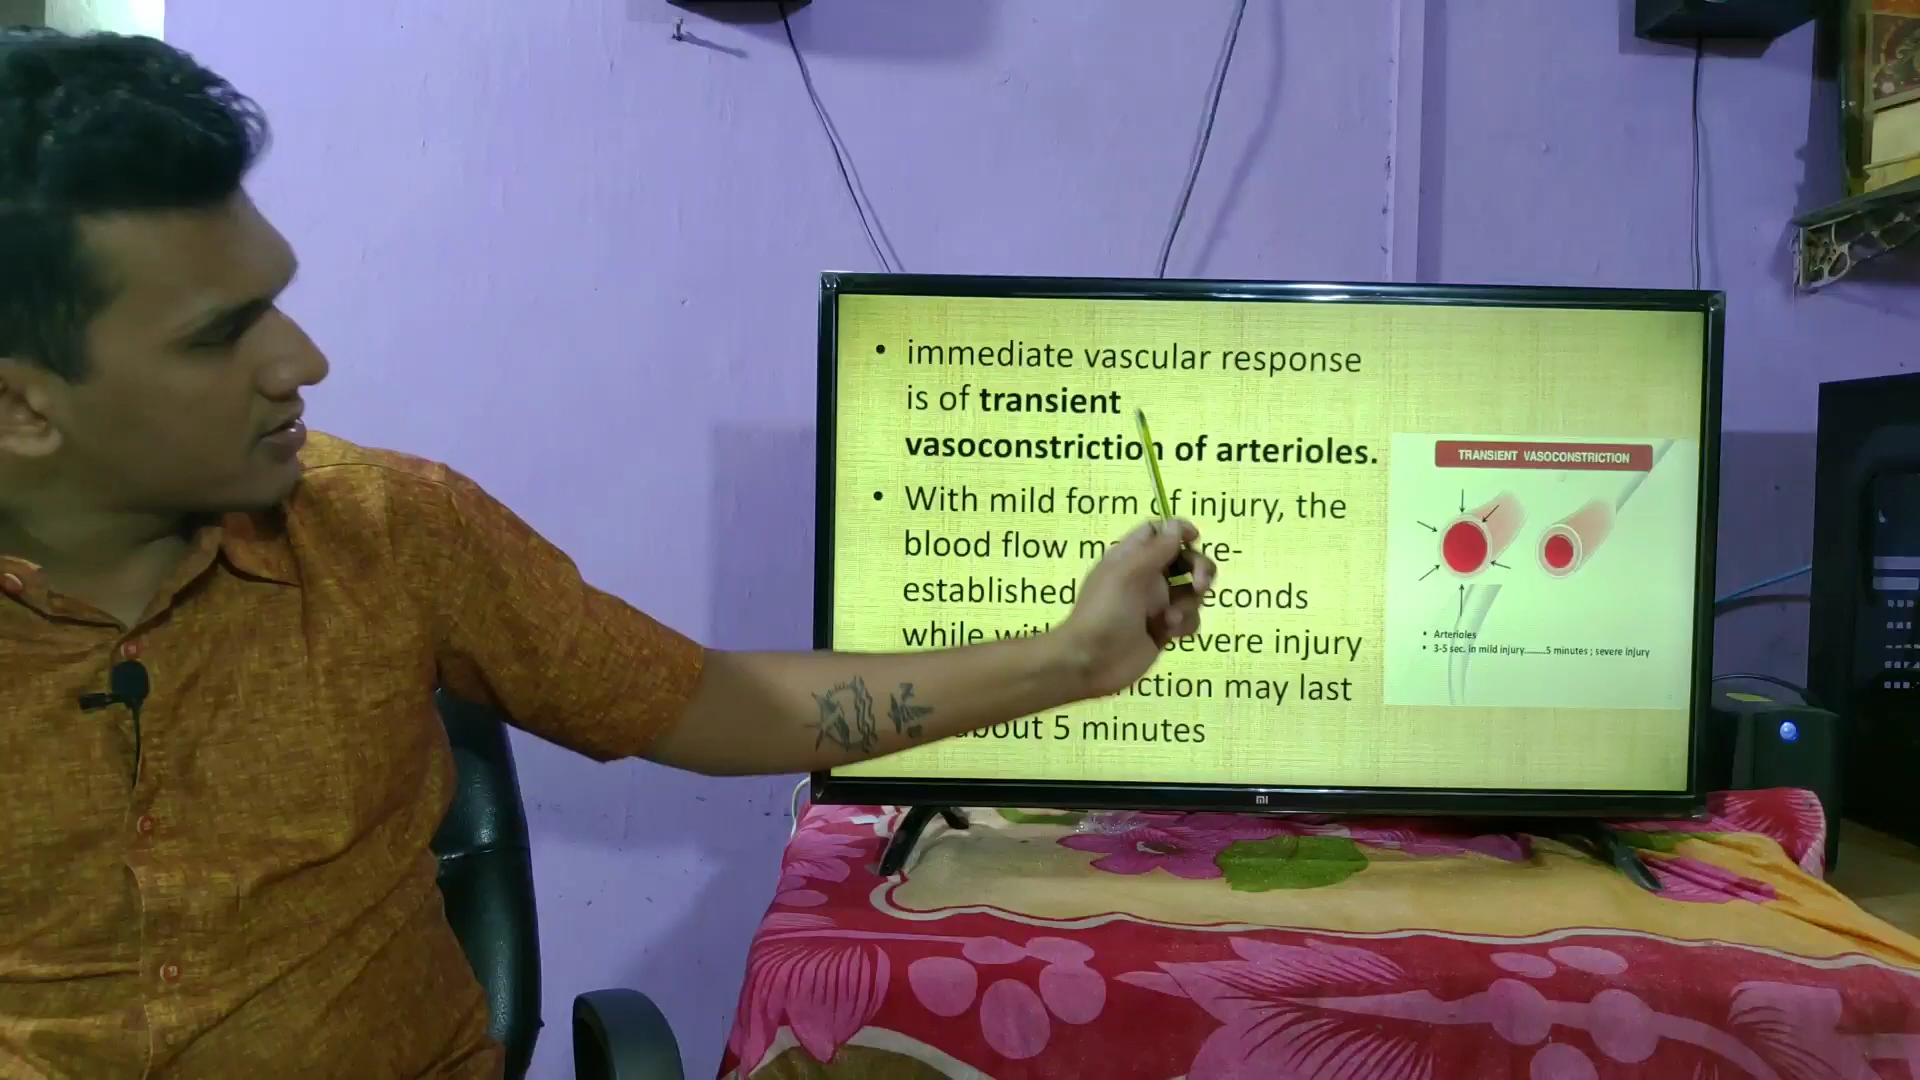 • immediate vascular response
is of transient
vasoconstriction of arterioles.
• With mild form of injury, the
blood flow re-
established
while severe injury
may last
about 5 minutes
TRANSIENT VASOCONSTRICTION
• Arterioles
• 3-5 sec. in mild injury.........5 minutes ; severe injury
mi